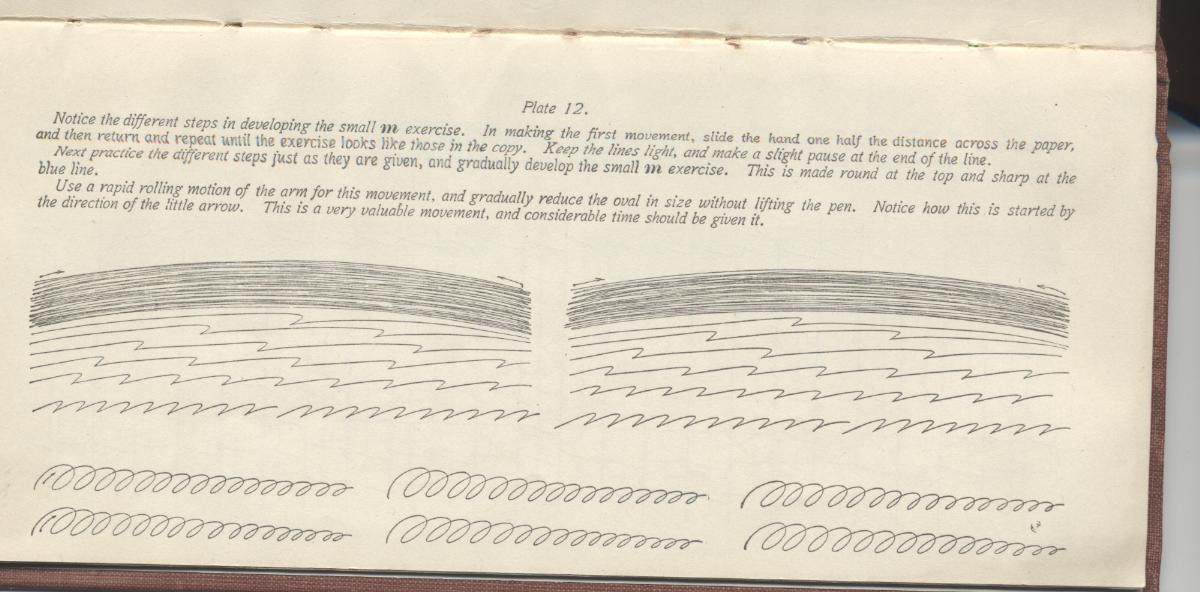 Plate 12.
Notice the different steps in developing the small m exercise. In making the first movement, slide the hand one half the distance across the paper,
and then return and repeat until the exercise looks like those in the copy. Keep the lines light, and make a slight pause at the end of the line.
Next practice the different steps just as they are given, and gradually develop the small m exercise. This is made round at the top and sharp at the
blue line.
Use a rapid rolling motion of the arm for this movement, and gradually reduce the oval in size without lifting the pen. Notice how this is started by
the direction of the little arrow. This is a very valuable movement, and considerable time should be given it.